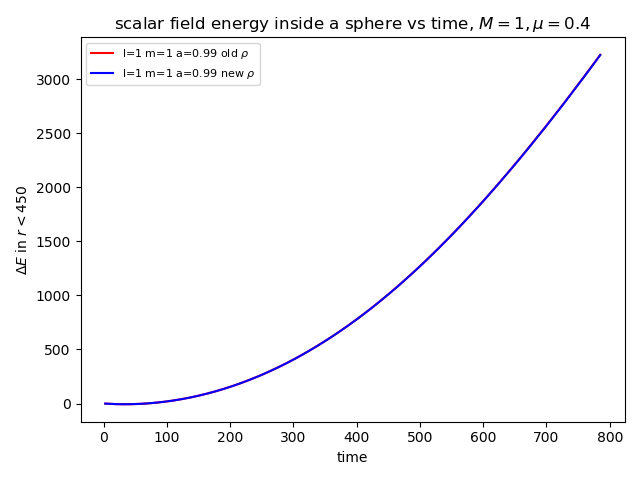 scalar field energy inside a sphere vs time, M = 1, μ = 0.4
l=1 m=1 a=0.99 old ρ
l=1 m=1 a=0.99 new ρ
ΔE in r < 450
3000
2500
2000
1500
1000
500
0
0 100 200 300 400 500 600 700 800
time